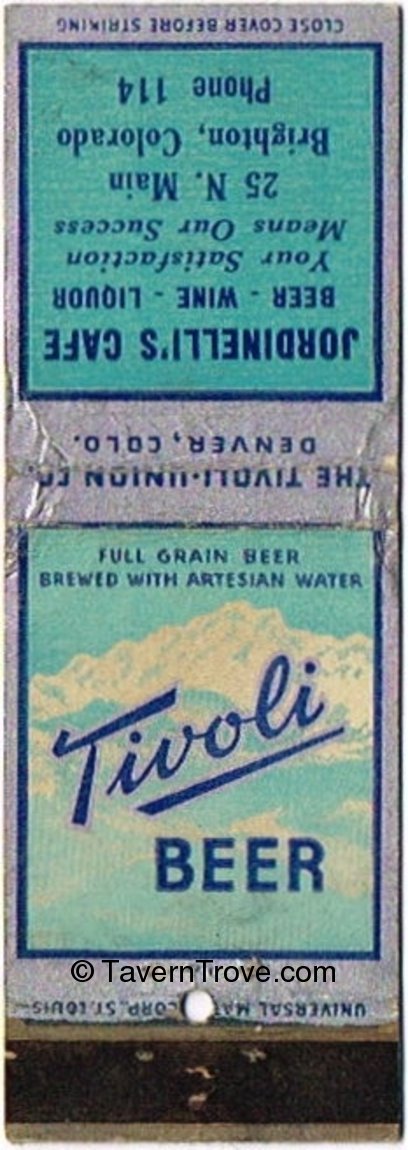 CLOSE COVER BEFORE STRIKING
JORDINELLI'S CAFE
BEER - WINE - LIQUOR
Your Satisfaction
Means Our Success
25 N. Main
Brighton, Colorado
Phone 114
THE TIVOLI-UNION CO.
DENVER, COLO.
FULL GRAIN BEER
BREWED WITH ARTESIAN WATER
Tivoli
BEER
© TavernTrove.com
UNIVERSAL CORP., ST. LOUIS